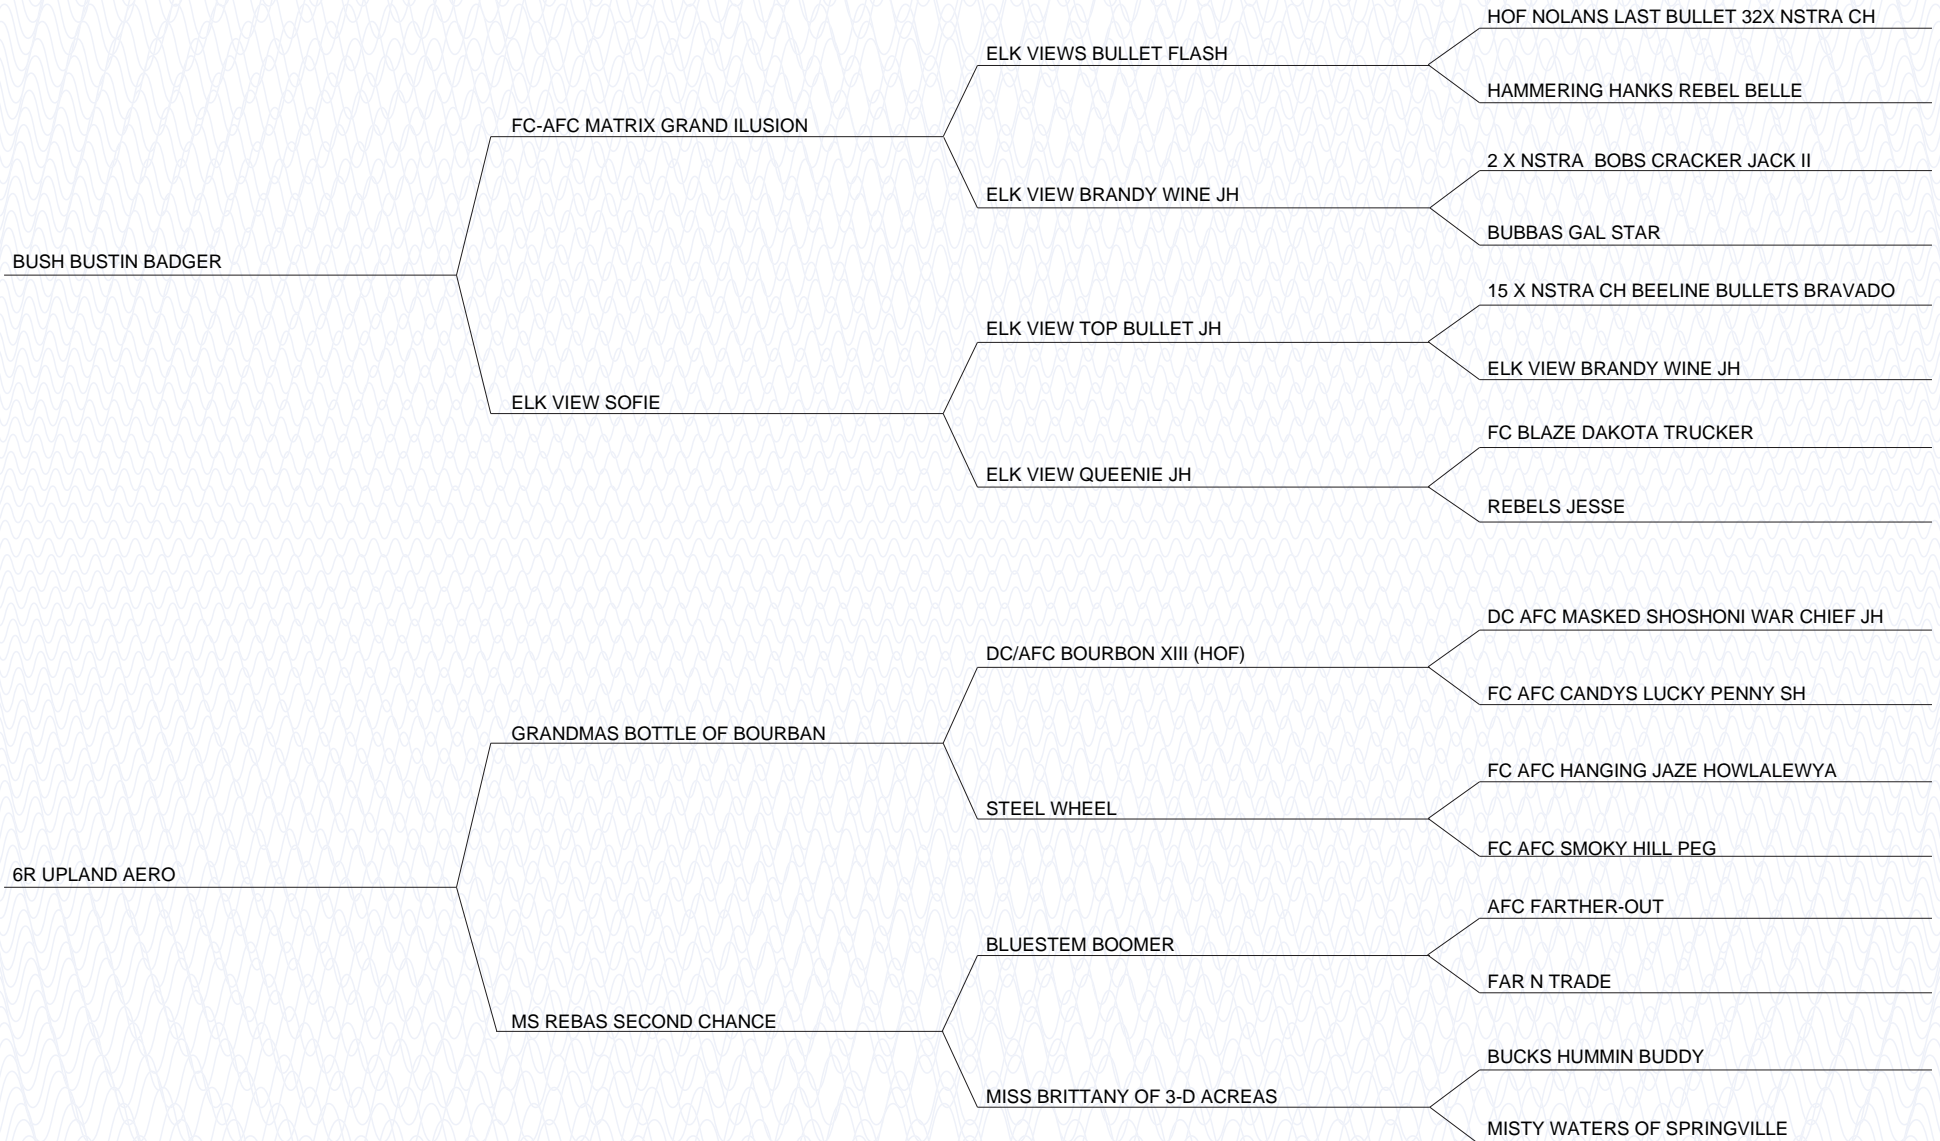 HOF NOLANS LAST BULLET 32X NSTRA CH
ELK VIEWS BULLET FLASH
HAMMERING HANKS REBEL BELLE
FC-AFC MATRIX GRAND ILUSION
2 X NSTRA  BOBS CRACKER JACK II
ELK VIEW BRANDY WINE JH
BUBBAS GAL STAR
BUSH BUSTIN BADGER
15 X NSTRA CH BEELINE BULLETS BRAVADO
ELK VIEW TOP BULLET JH
ELK VIEW BRANDY WINE JH
ELK VIEW SOFIE
FC BLAZE DAKOTA TRUCKER
ELK VIEW QUEENIE JH
REBELS JESSE
DC AFC MASKED SHOSHONI WAR CHIEF JH
DC/AFC BOURBON XIII (HOF)
FC AFC CANDYS LUCKY PENNY SH
GRANDMAS BOTTLE OF BOURBAN
FC AFC HANGING JAZE HOWLALEWYA
STEEL WHEEL
FC AFC SMOKY HILL PEG
6R UPLAND AERO
AFC FARTHER-OUT
BLUESTEM BOOMER
FAR N TRADE
MS REBAS SECOND CHANCE
BUCKS HUMMIN BUDDY
MISS BRITTANY OF 3-D ACREAS
MISTY WATERS OF SPRINGVILLE